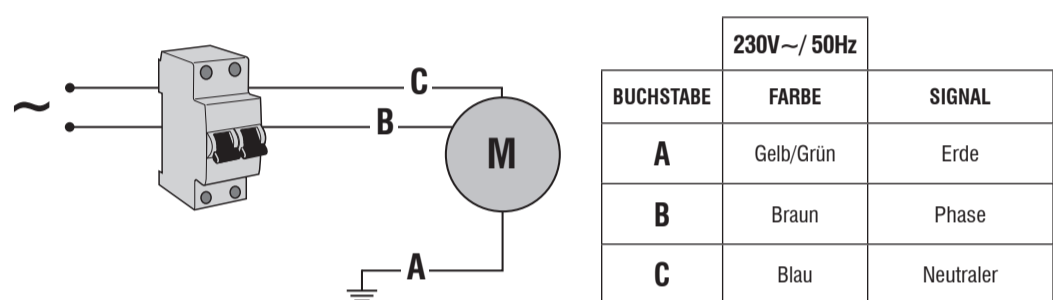 ~
C
B
M
A
230V~/ 50Hz
BUCHSTABE FARBE SIGNAL
A Gelb/Grün Erde
B Braun Phase
C Blau Neutraler